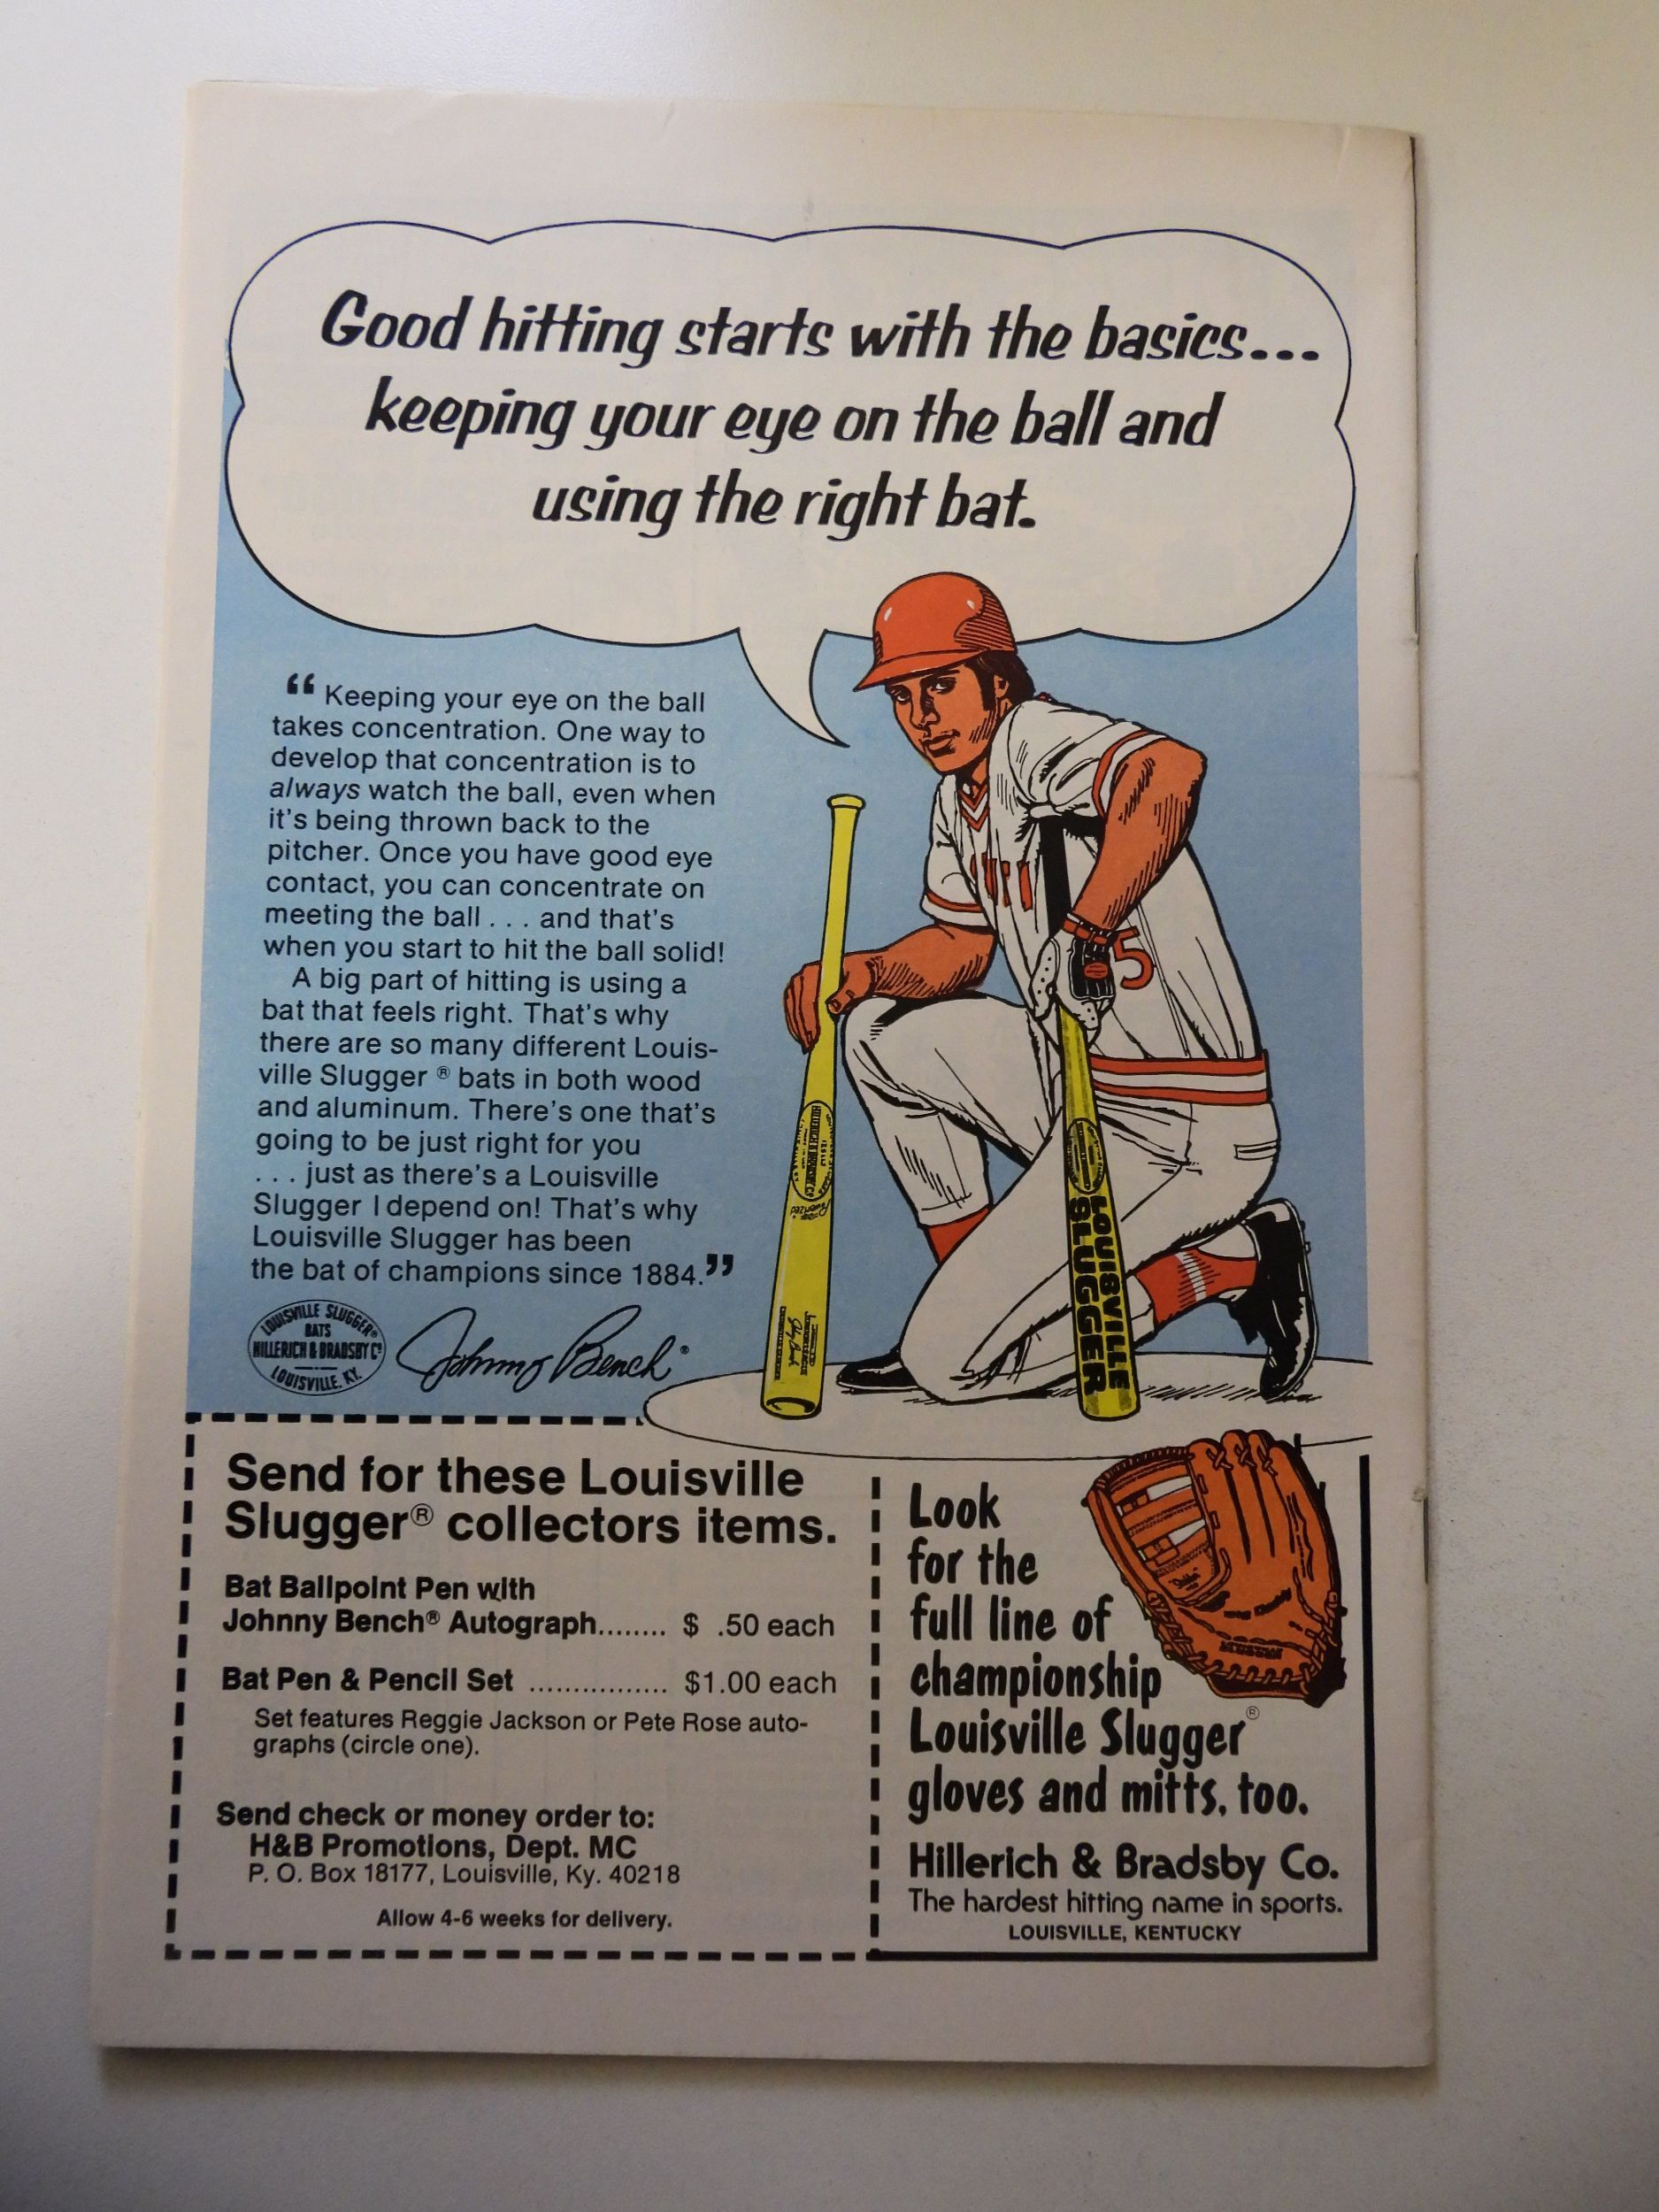 Good hitting starts with the basics...
keeping your eye on the ball and
using the right bat.
“ Keeping your eye on the ball
takes concentration. One way to
develop that concentration is to
always watch the ball, even when
it's being thrown back to the
pitcher. Once you have good eye
contact, you can concentrate on
meeting the ball . . . and that's
when you start to hit the ball solid!
A big part of hitting is using a
bat that feels right. That's why
there are so many different Louis-
ville Slugger ® bats in both wood
and aluminum. There's one that's
going to be just right for you
. . . just as there's a Louisville
Slugger I depend on! That's why
Louisville Slugger has been
the bat of champions since 1884.”
LOUISVILLE SLUGGER®
BATS
HILLERICH & BRADSBY Co
LOUISVILLE, KY.
Johnny Bench®
5
HILLERICH & BRADSBY Co
Powerized
LOUISVILLE
SLUGGER
Send for these Louisville
Slugger® collectors items.
Bat Ballpoint Pen with
Johnny Bench® Autograph........ $ .50 each
Bat Pen & Pencil Set ................ $1.00 each
Set features Reggie Jackson or Pete Rose auto-
graphs (circle one).
Send check or money order to:
H&B Promotions, Dept. MC
P. O. Box 18177, Louisville, Ky. 40218
Allow 4-6 weeks for delivery.
Look
for the
full line of
championship
Louisville Slugger®
gloves and mitts, too.
Hillerich & Bradsby Co.
The hardest hitting name in sports.
LOUISVILLE, KENTUCKY